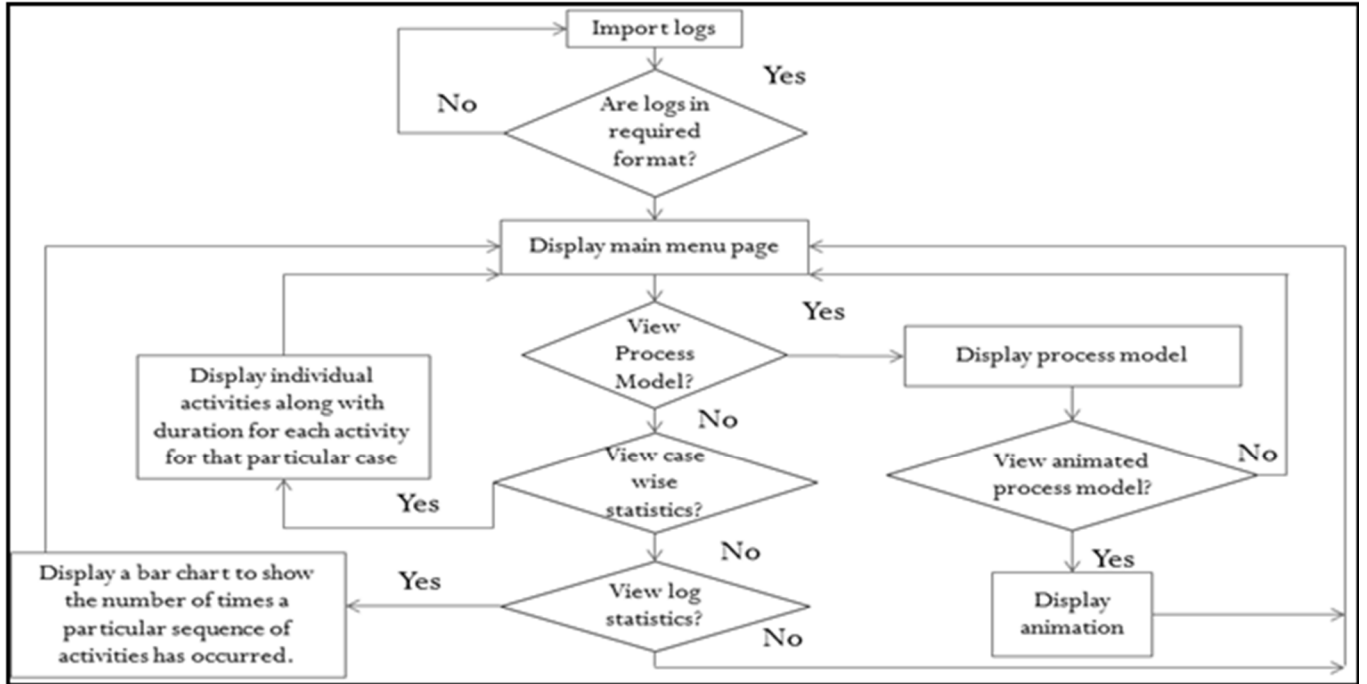 Import logs
Yes
No
Are logs in
required
format?
Display main menu page
Yes
View
Process
Model?
Display process model
Display individual
activities along with
duration for each activity
for that particular case
No
View case
wise
statistics?
Yes
View animated
process model?
No
No
Yes
Display a bar chart to show
the number of times a
particular sequence of
activities has occurred.
Yes
View log
statistics?
No
Display
animation